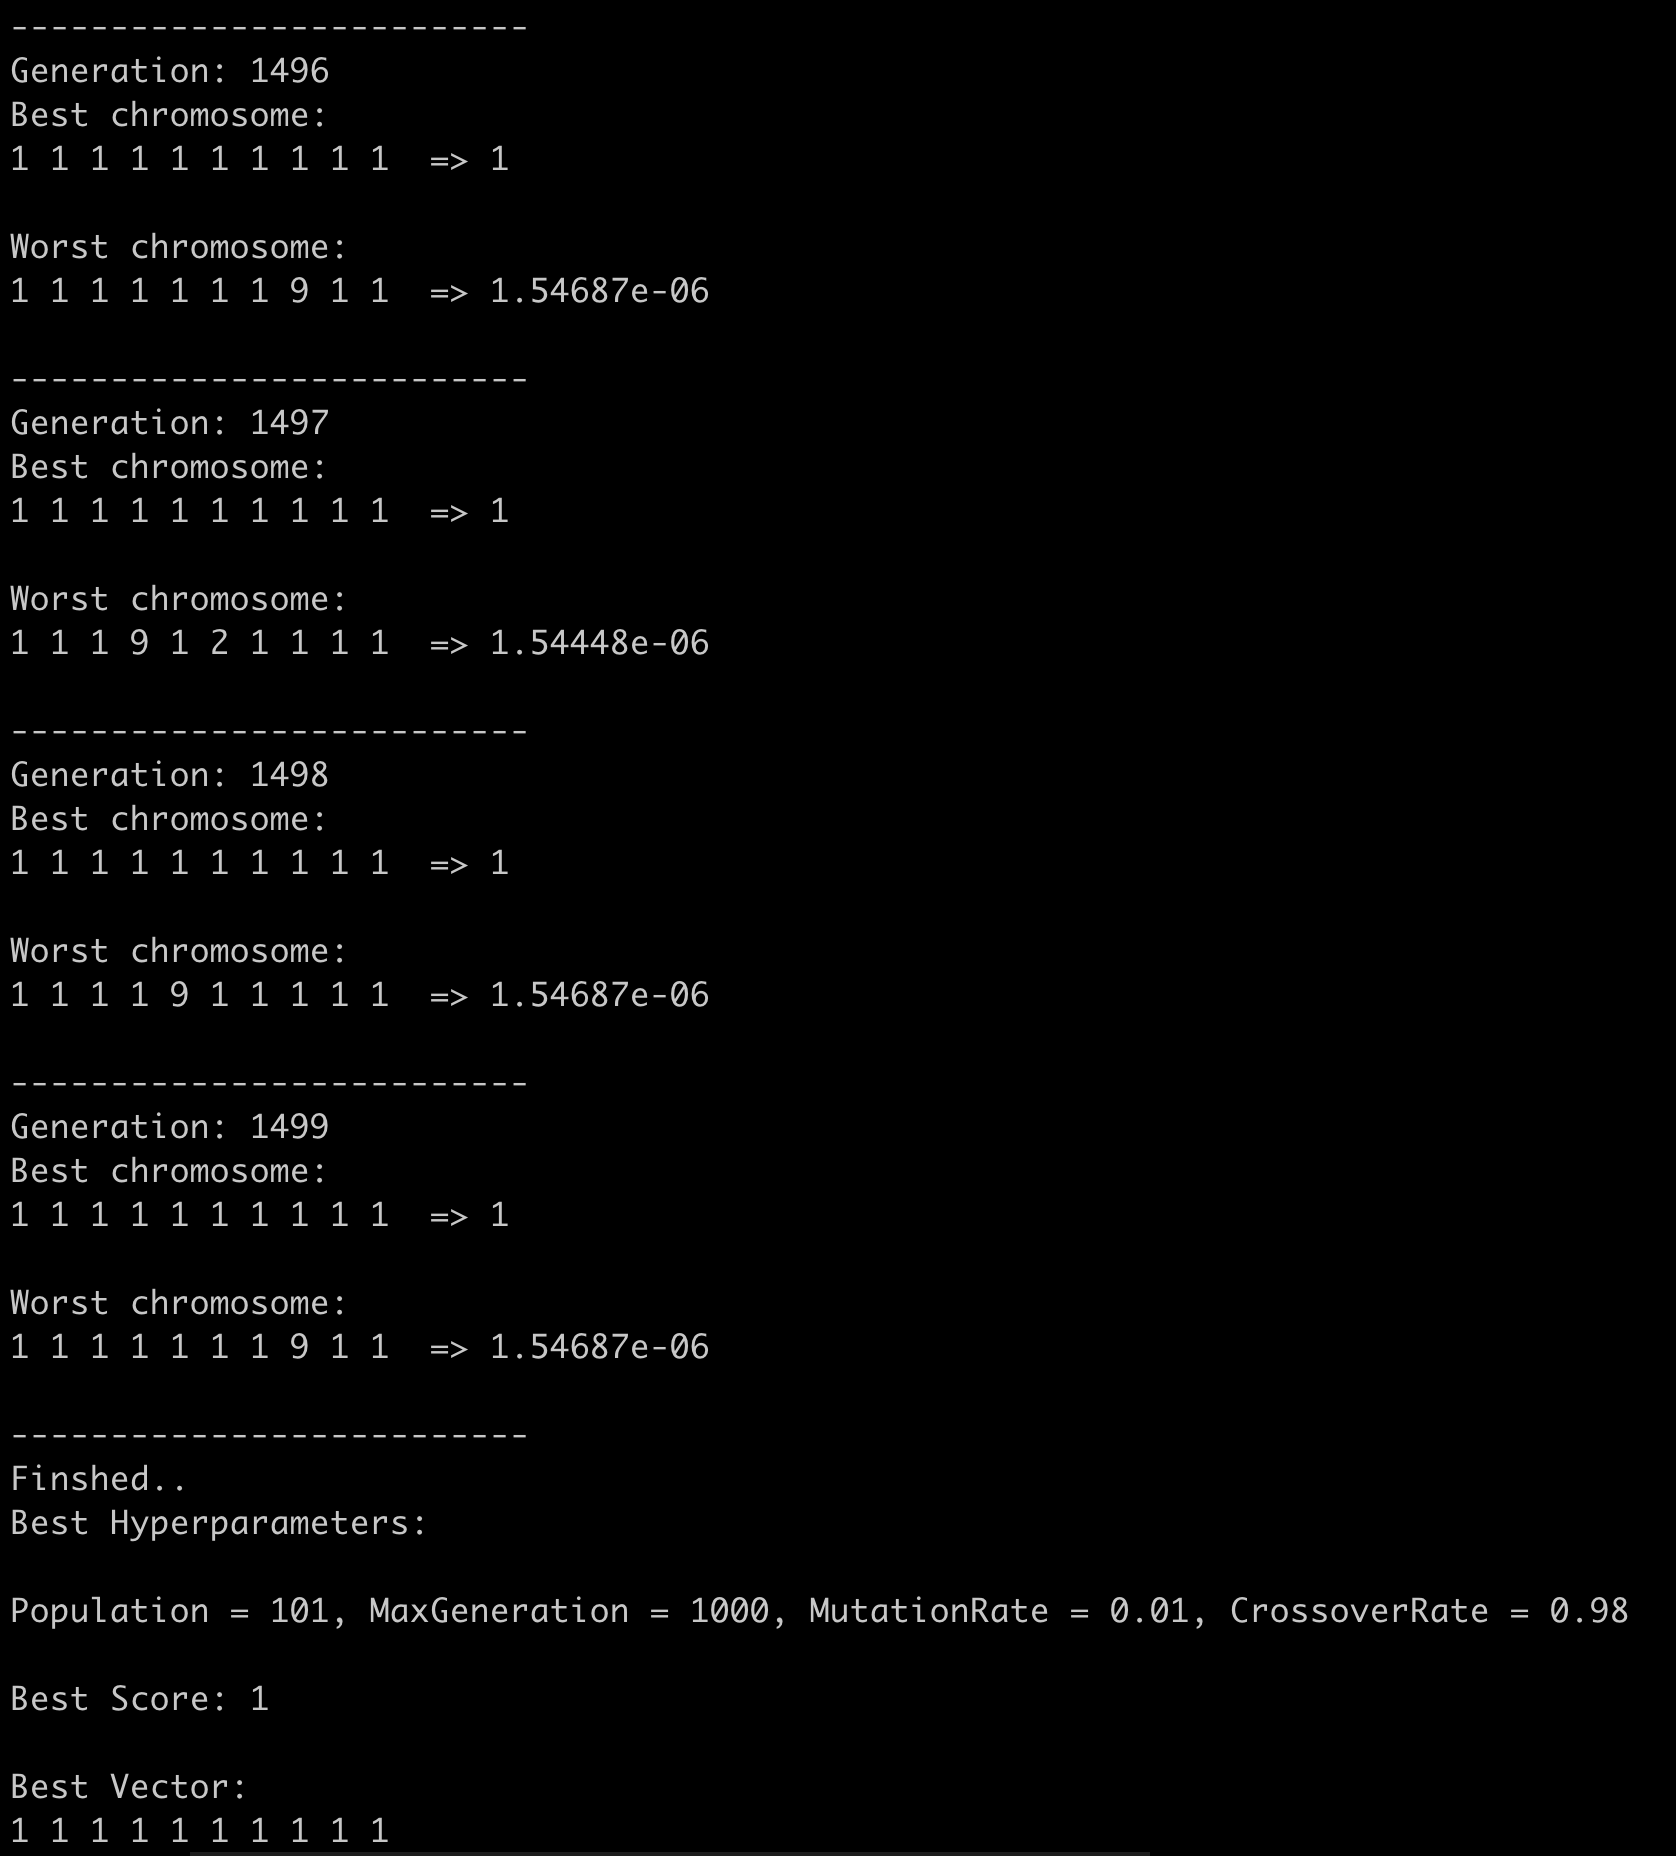 --------------------------
Generation: 1496
Best chromosome:
1 1 1 1 1 1 1 1 1 1  => 1
Worst chromosome:
1 1 1 1 1 1 1 9 1 1  => 1.54687e-06
--------------------------
Generation: 1497
Best chromosome:
1 1 1 1 1 1 1 1 1 1  => 1
Worst chromosome:
1 1 1 9 1 2 1 1 1 1  => 1.54448e-06
--------------------------
Generation: 1498
Best chromosome:
1 1 1 1 1 1 1 1 1 1  => 1
Worst chromosome:
1 1 1 1 9 1 1 1 1 1  => 1.54687e-06
--------------------------
Generation: 1499
Best chromosome:
1 1 1 1 1 1 1 1 1 1  => 1
Worst chromosome:
1 1 1 1 1 1 1 9 1 1  => 1.54687e-06
--------------------------
Finshed..
Best Hyperparameters:
Population = 101, MaxGeneration = 1000, MutationRate = 0.01, CrossoverRate = 0.98
Best Score: 1
Best Vector:
1 1 1 1 1 1 1 1 1 1